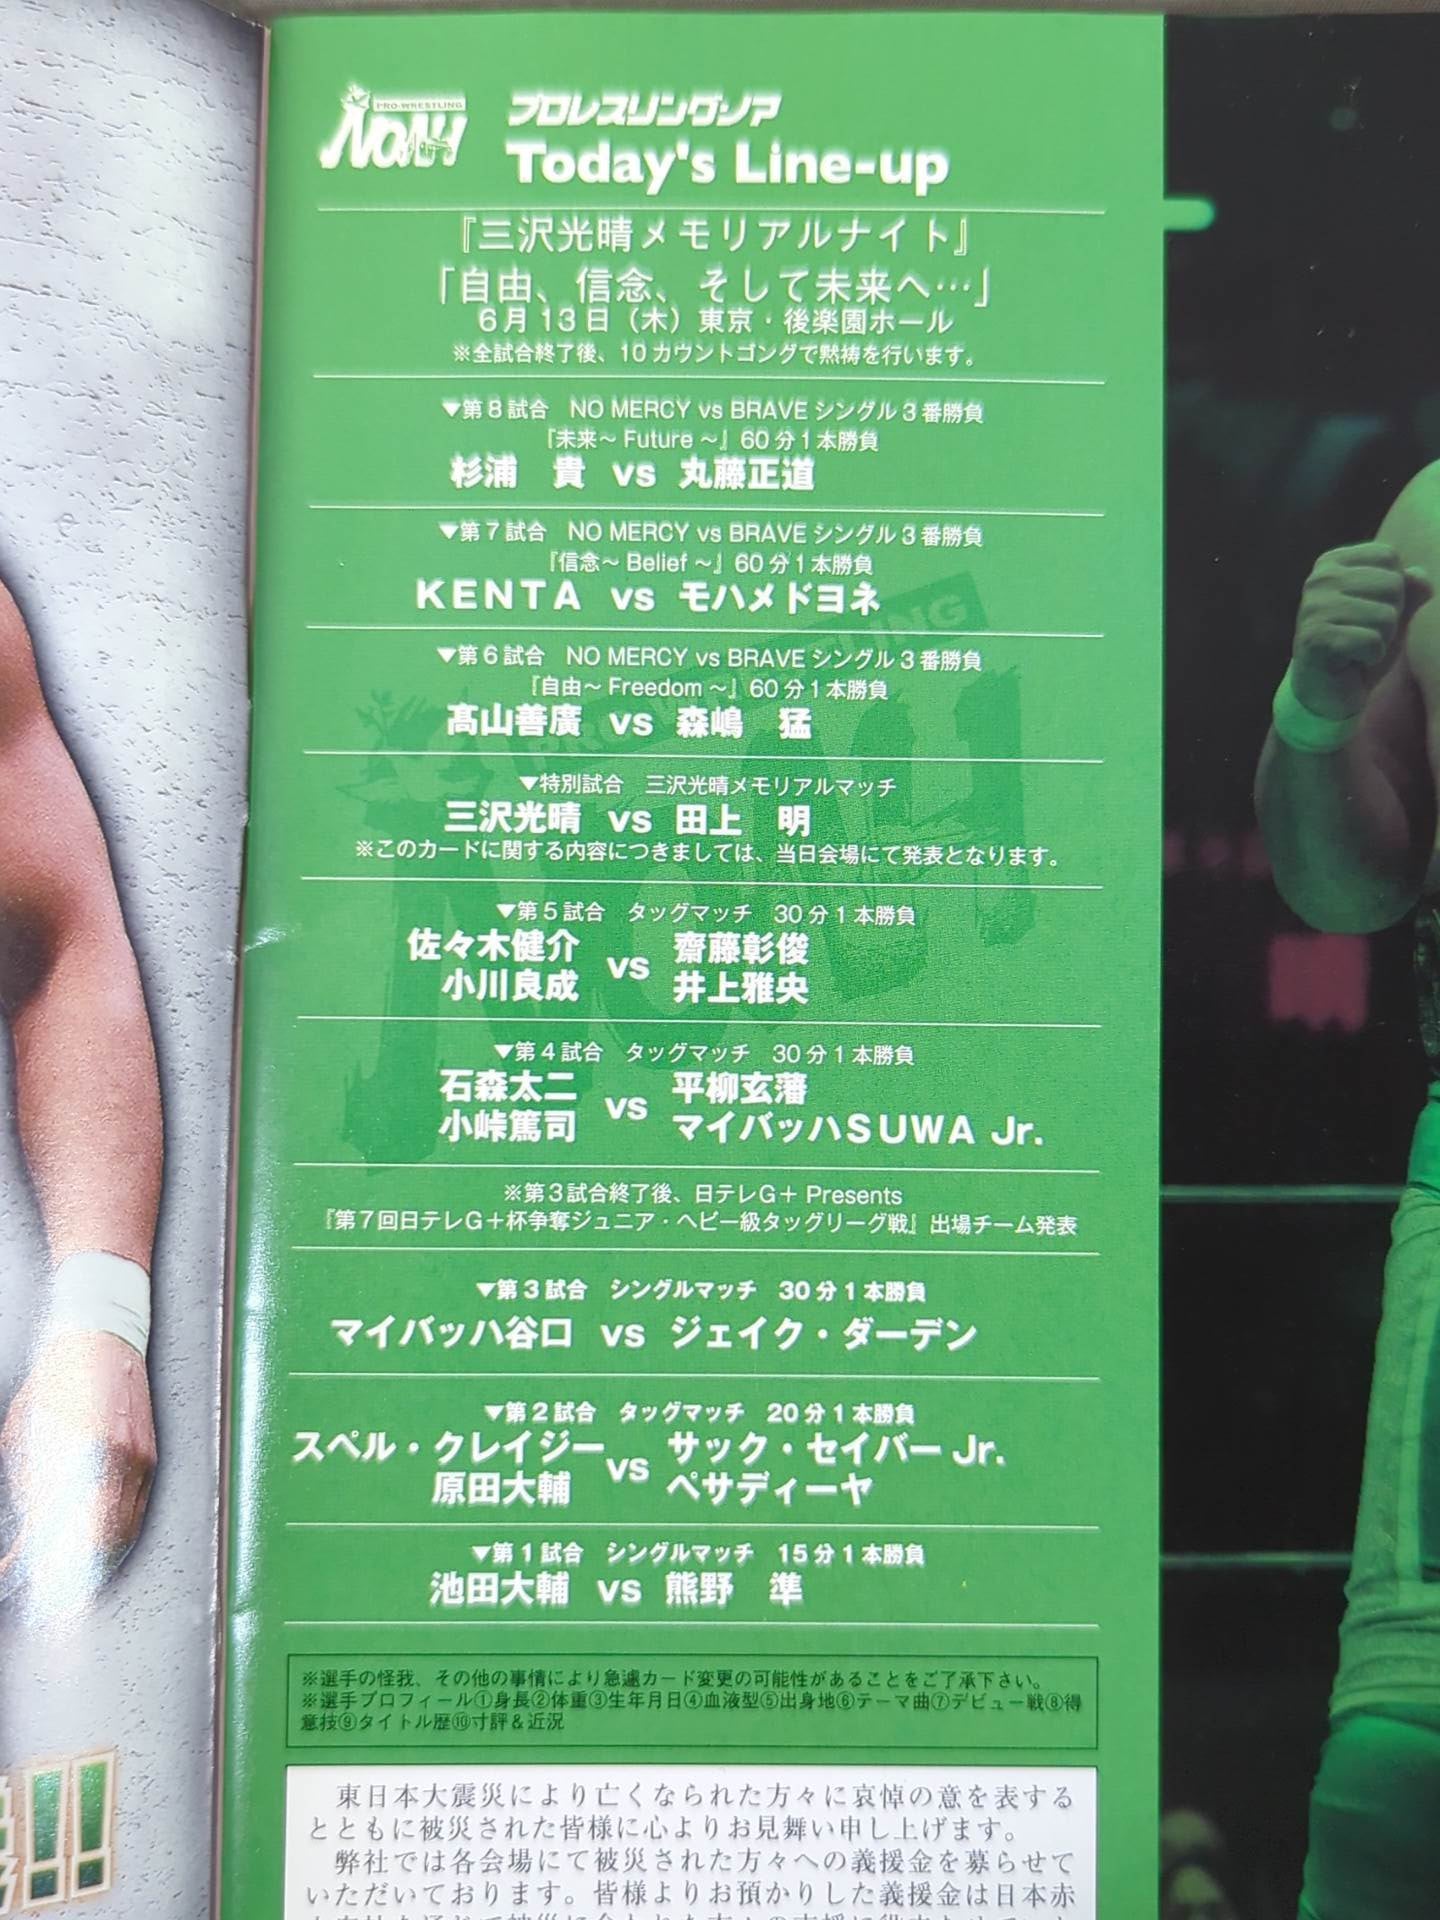 PRO-WRESTLING
NOAH
プロレスリング・ノア
Today's Line-up
『三沢光晴メモリアルナイト』
「自由、信念、そして未来へ…」
6月13日（木）東京・後楽園ホール
※全試合終了後、10カウントゴングで黙祷を行います。
▼第8試合　NO MERCY vs BRAVE シングル3番勝負
『未来～ Future ～』60分1本勝負
杉浦　貴　vs　丸藤正道
▼第7試合　NO MERCY vs BRAVE シングル3番勝負
『信念～ Belief ～』60分1本勝負
KENTA　vs　モハメドヨネ
▼第6試合　NO MERCY vs BRAVE シングル3番勝負
『自由～ Freedom ～』60分1本勝負
髙山善廣　vs　森嶋　猛
▼特別試合　三沢光晴メモリアルマッチ
三沢光晴　vs　田上　明
※このカードに関する内容につきましては、当日会場にて発表となります。
▼第5試合　タッグマッチ　30分1本勝負
佐々木健介　齋藤彰俊
vs
小川良成　井上雅央
▼第4試合　タッグマッチ　30分1本勝負
石森太二　平柳玄藩
vs
小峠篤司　マイバッハSUWA Jr.
※第3試合終了後、日テレG＋ Presents
『第7回日テレG＋杯争奪ジュニア・ヘビー級タッグリーグ戦』出場チーム発表
▼第3試合　シングルマッチ　30分1本勝負
マイバッハ谷口　vs　ジェイク・ダーデン
▼第2試合　タッグマッチ　20分1本勝負
スペル・クレイジー　サック・セイバーJr.
vs
原田大輔　ペサディーヤ
▼第1試合　シングルマッチ　15分1本勝負
池田大輔　vs　熊野　準
※選手の怪我、その他の事情により急遽カード変更の可能性があることをご了承下さい。
※選手プロフィール①身長②体重③生年月日④血液型⑤出身地⑥テーマ曲⑦デビュー戦⑧得
意技⑨タイトル歴⑩寸評＆近況
東日本大震災により亡くなられた方々に哀悼の意を表する
とともに被災された皆様に心よりお見舞い申し上げます。
弊社では各会場にて被災された方々への義援金を募らせて
いただいております。皆様よりお預かりした義援金は日本赤
!!